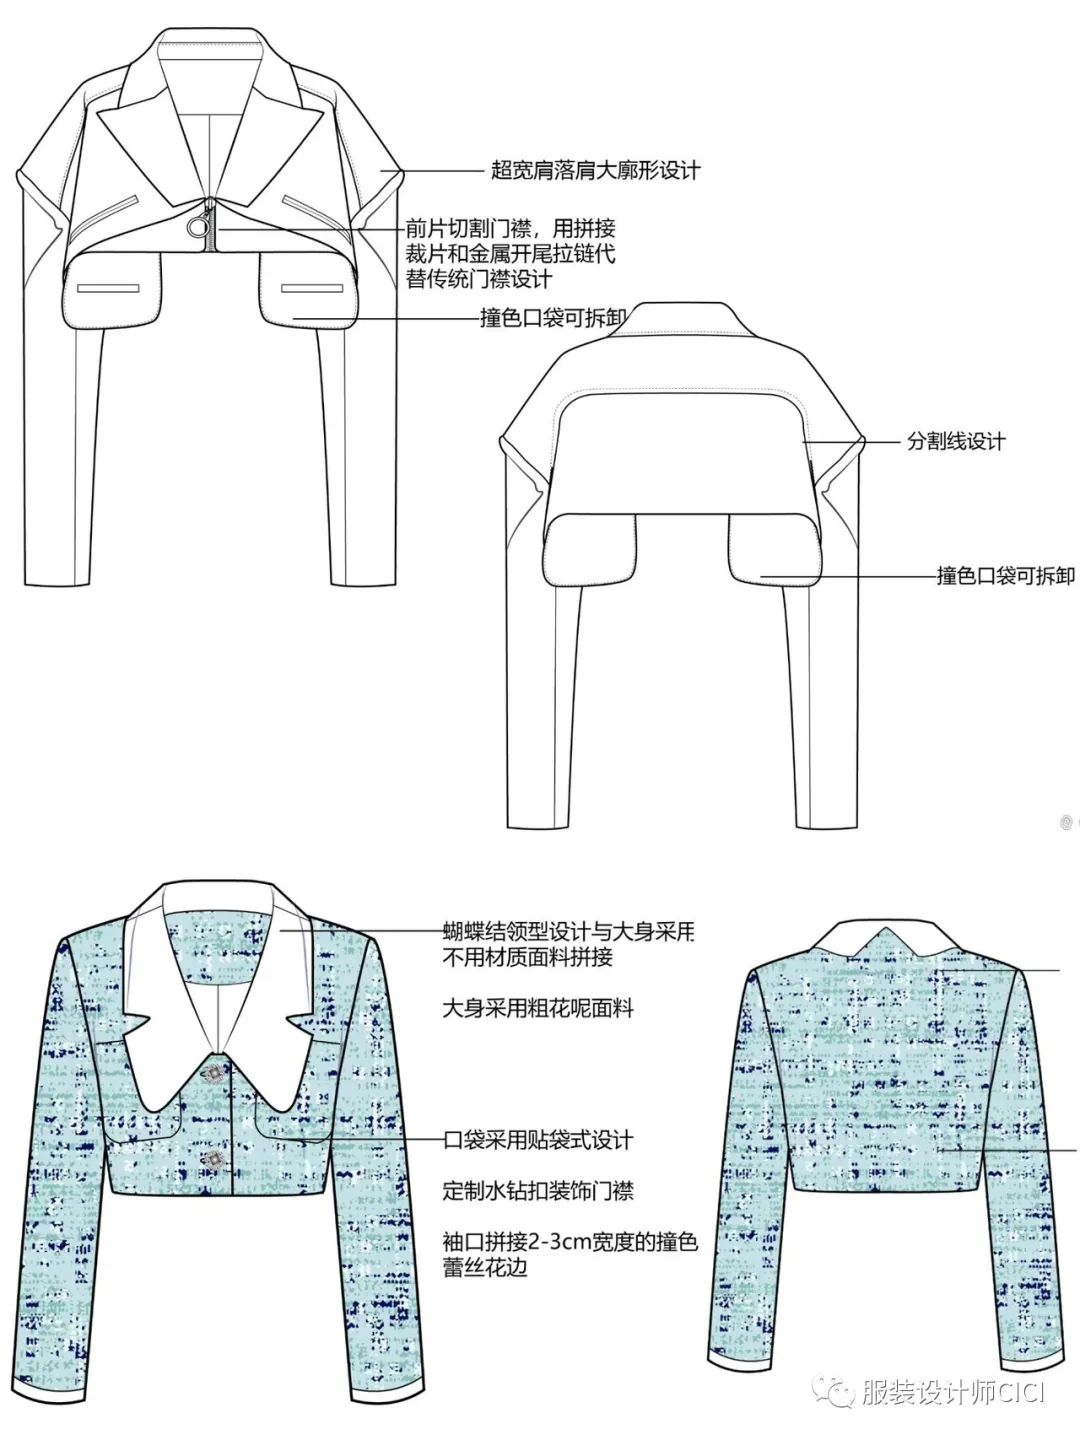 超宽肩落肩大廓形设计
前片切割门襟，用拼接
裁片和金属开尾拉链代
替传统门襟设计
撞色口袋可拆卸
分割线设计
撞色口袋可拆卸
@
蝴蝶结领型设计与大身采用
不用材质面料拼接
大身采用粗花呢面料
口袋采用贴袋式设计
定制水钻扣装饰门襟
袖口拼接2-3cm宽度的撞色
蕾丝花边
服装设计师CICI